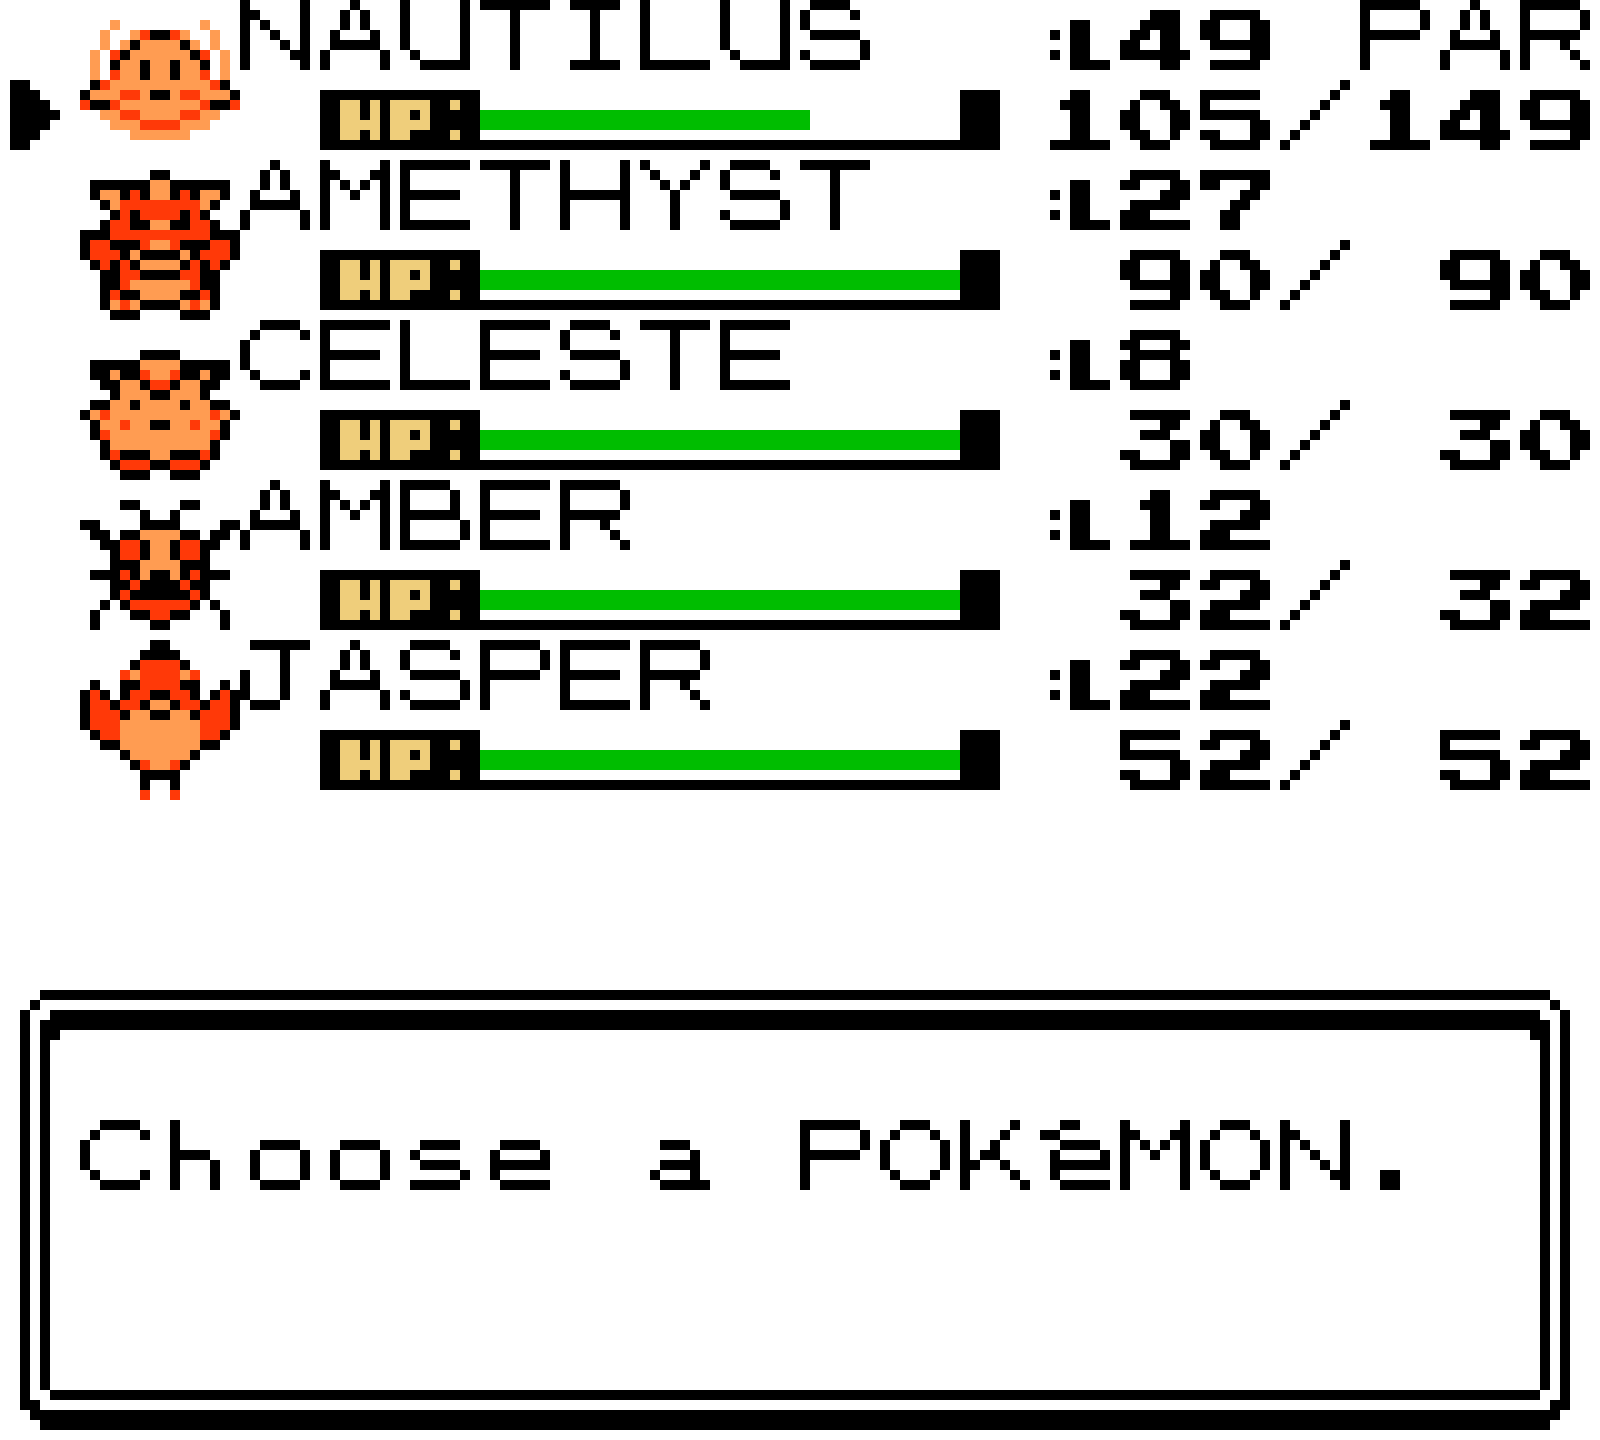 NAUTILUS :L49 PAR
HP: 105/149
AMETHYST :L27
HP: 90/ 90
CELESTE :L8
HP: 30/ 30
AMBER :L12
HP: 32/ 32
JASPER :L22
HP: 52/ 52
Choose a POKéMON.